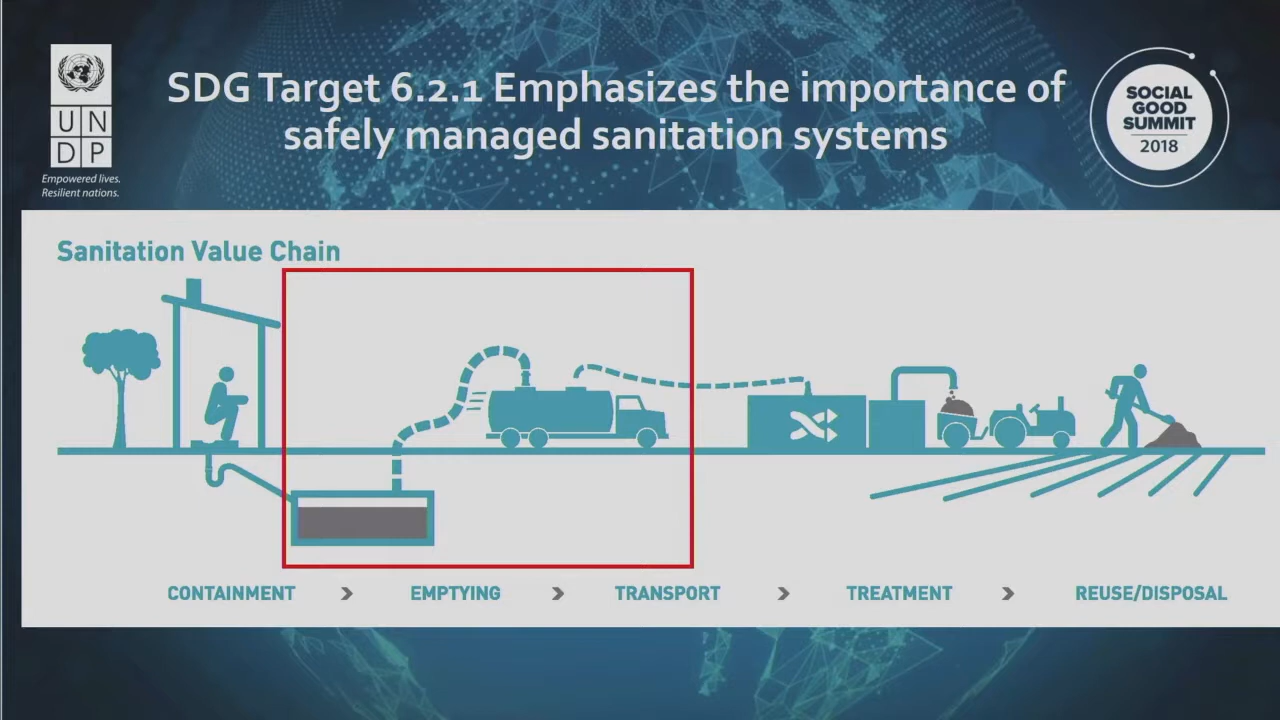 SDG Target 6.2.1 Emphasizes the importance of
safely managed sanitation systems
UN
DP
Empowered lives.
Resilient nations.
SOCIAL
GOOD
SUMMIT
2018
Sanitation Value Chain
CONTAINMENT > EMPTYING > TRANSPORT > TREATMENT > REUSE/DISPOSAL